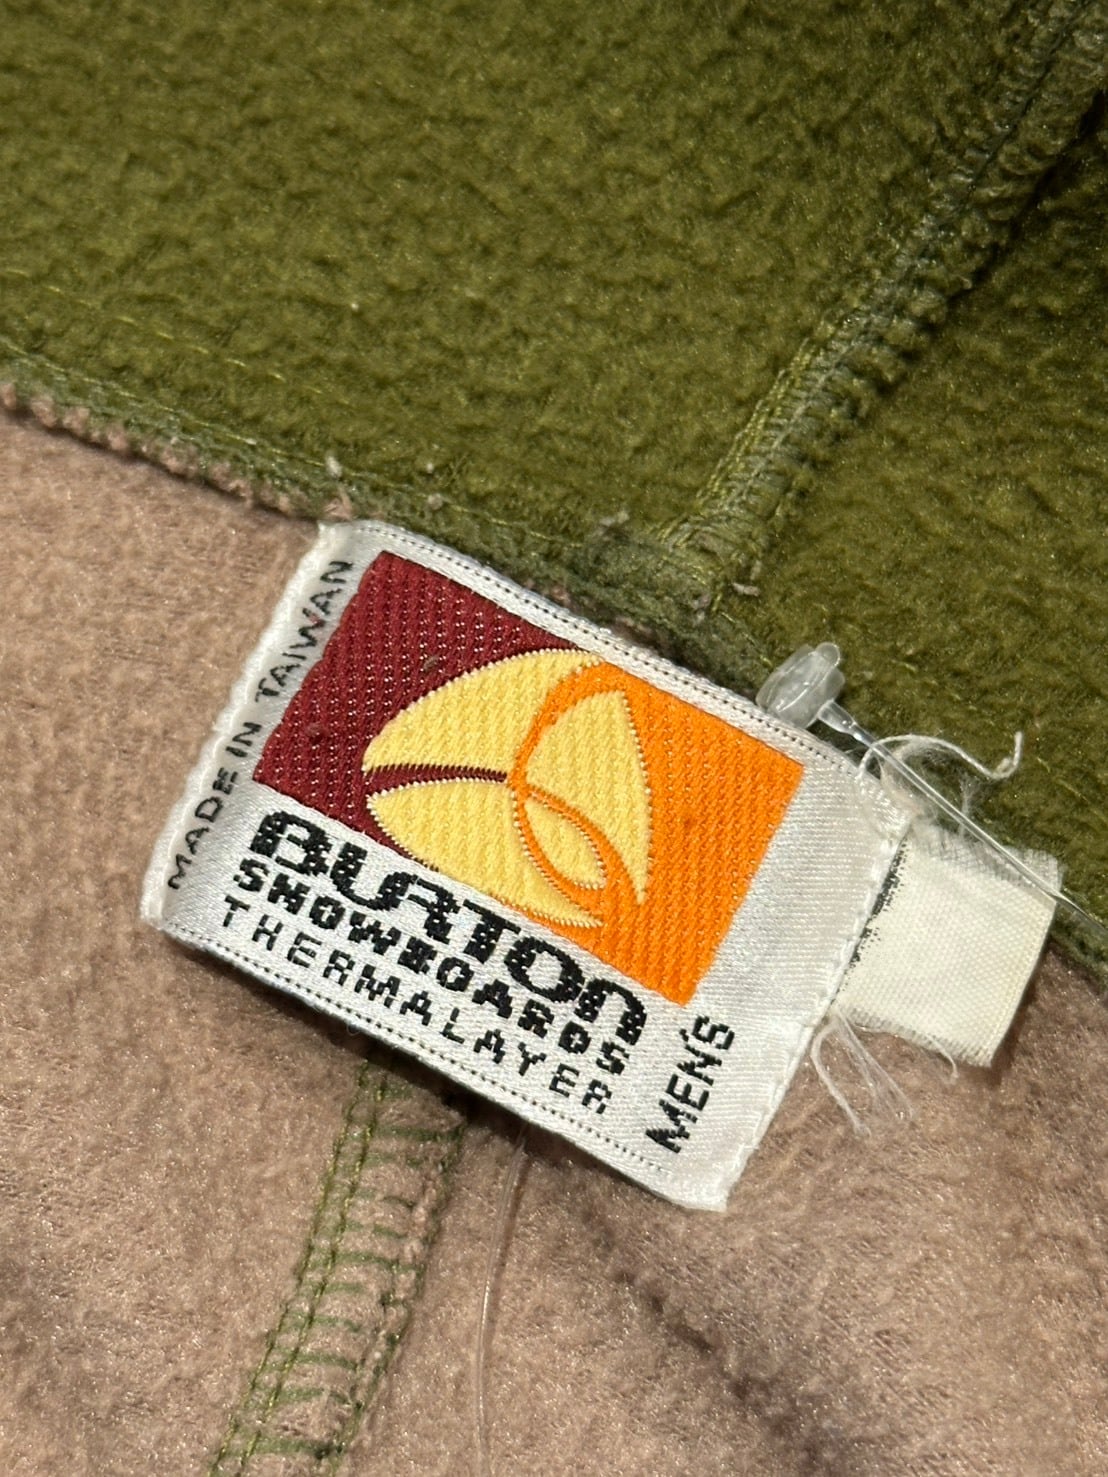 MADE IN TAIWAN
BURTON
SNOWBOARDS
THERMALAYER
MEN'S